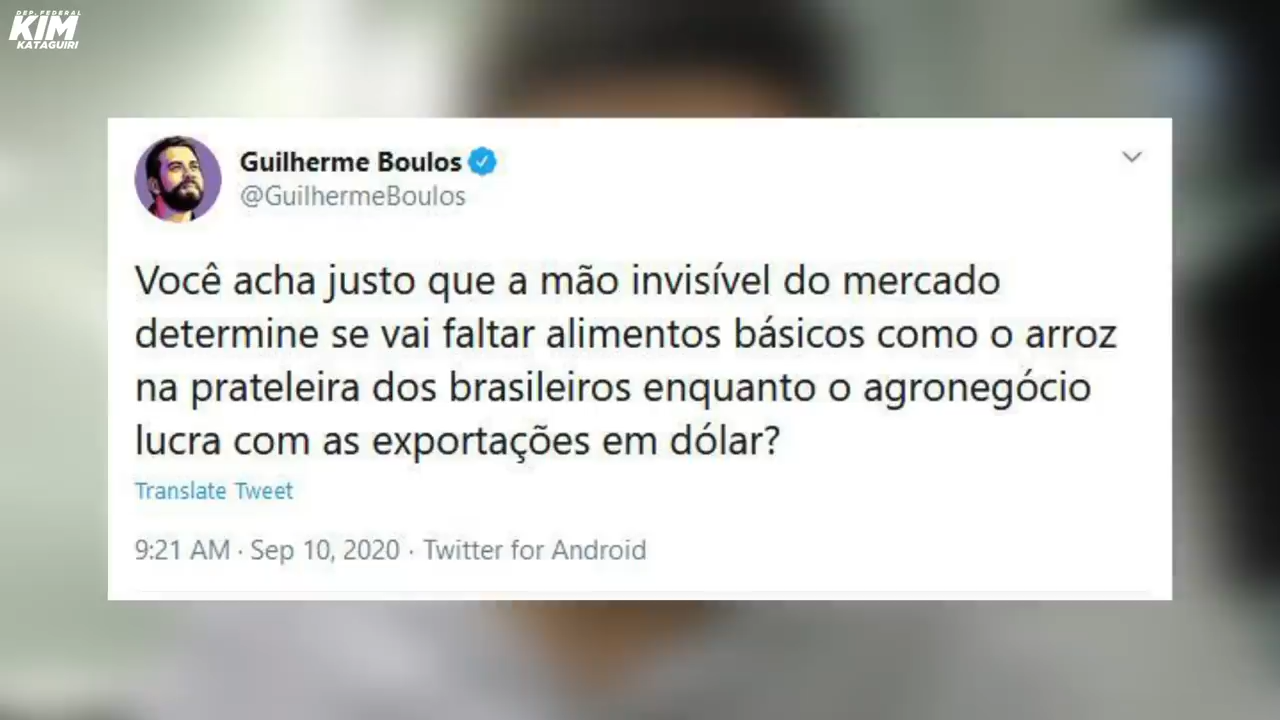 DEP. FEDERAL
KIM
KATAGUIRI
Guilherme Boulos
@GuilhermeBoulos
Você acha justo que a mão invisível do mercado
determine se vai faltar alimentos básicos como o arroz
na prateleira dos brasileiros enquanto o agronegócio
lucra com as exportações em dólar?
Translate Tweet
9:21 AM · Sep 10, 2020 · Twitter for Android